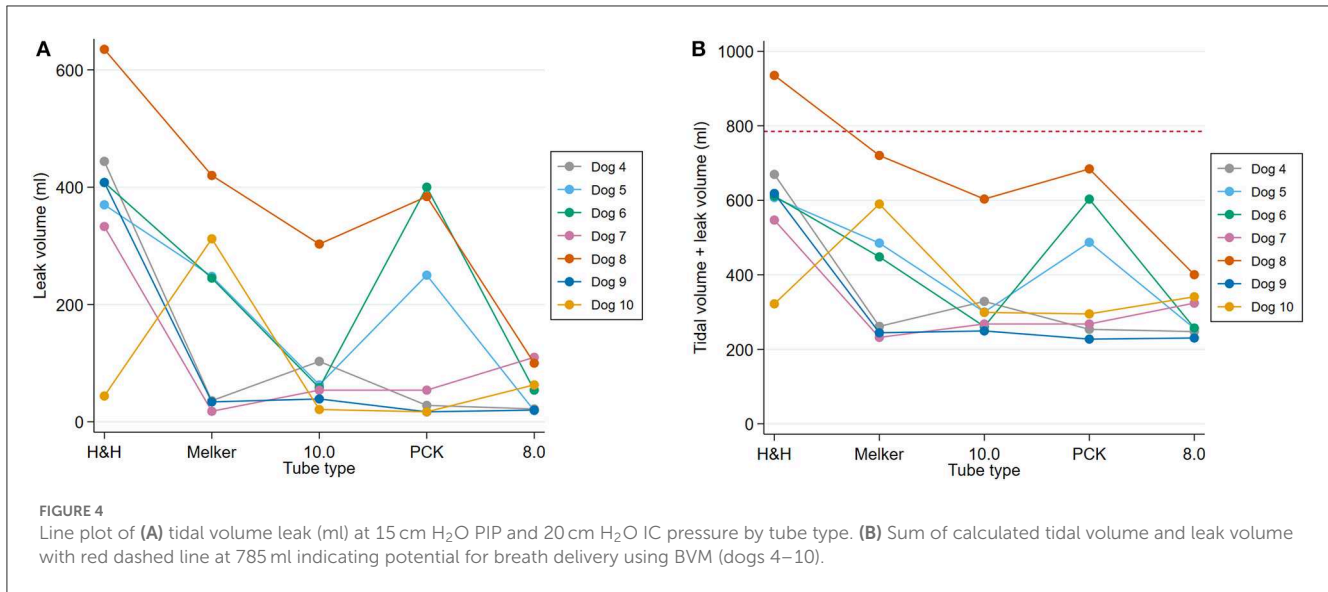 A
600
400
200
0
Leak volume (ml)
H&H
Melker
10.0
PCK
8.0
Tube type
Dog 4
Dog 5
Dog 6
Dog 7
Dog 8
Dog 9
Dog 10
B
1000
800
600
400
200
0
Tidal volume + leak volume (ml)
H&H
Melker
10.0
PCK
8.0
Tube type
Dog 4
Dog 5
Dog 6
Dog 7
Dog 8
Dog 9
Dog 10
FIGURE 4
Line plot of (A) tidal volume leak (ml) at 15 cm H₂O PIP and 20 cm H₂O IC pressure by tube type. (B) Sum of calculated tidal volume and leak volume
with red dashed line at 785 ml indicating potential for breath delivery using BVM (dogs 4–10).